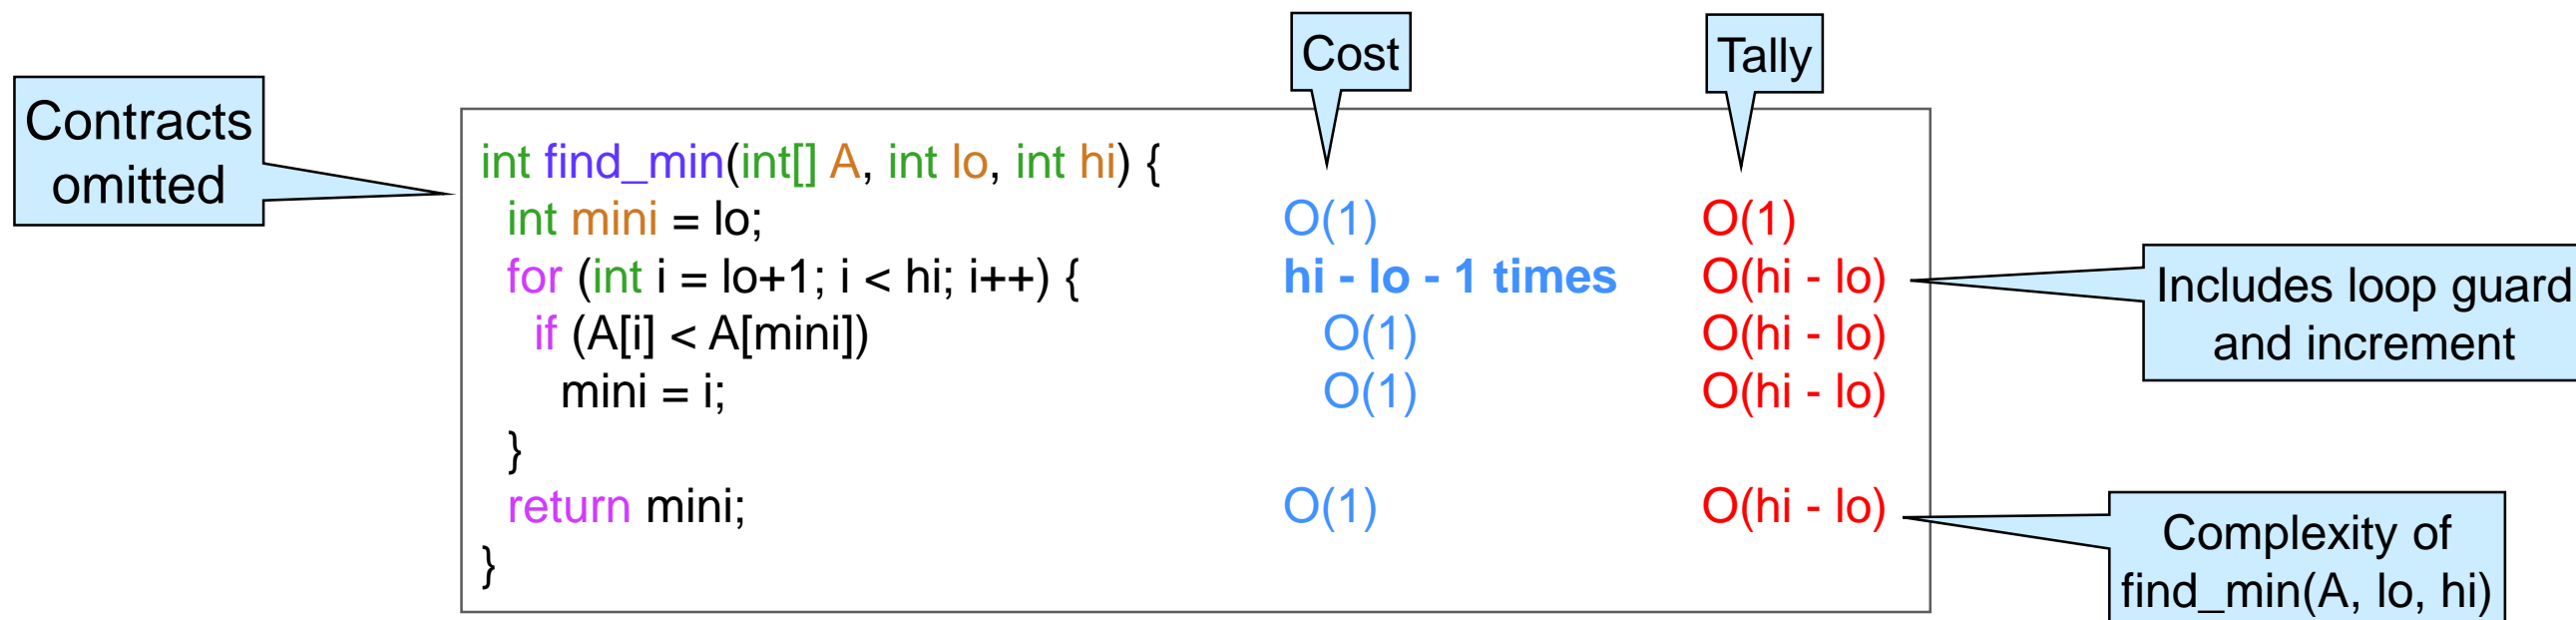 Cost
Tally
Contracts
omitted
int find_min(int[] A, int lo, int hi) {
int mini = lo; O(1) O(1)
for (int i = lo+1; i < hi; i++) { hi - lo - 1 times O(hi - lo)
if (A[i] < A[mini]) O(1) O(hi - lo)
mini = i; O(1) O(hi - lo)
}
return mini; O(1) O(hi - lo)
}
Includes loop guard
and increment
Complexity of
find_min(A, lo, hi)